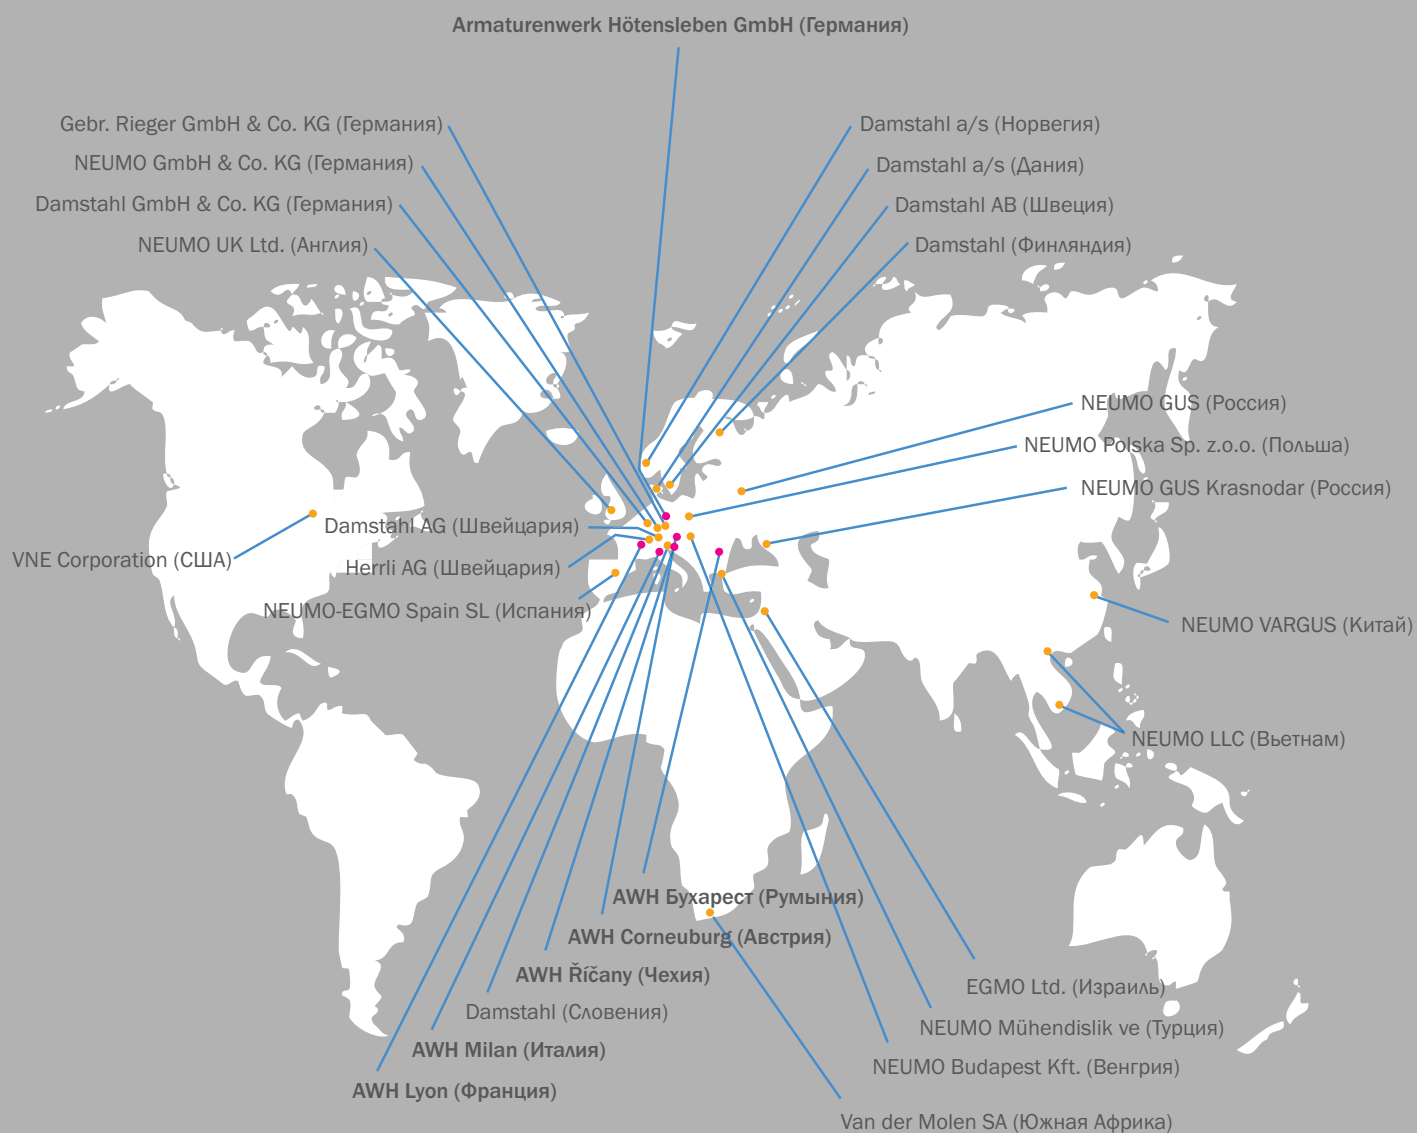 Armaturenwerk Hötensleben GmbH (Германия)
Gebr. Rieger GmbH & Co. KG (Германия)
NEUMO GmbH & Co. KG (Германия)
Damstahl GmbH & Co. KG (Германия)
NEUMO UK Ltd. (Англия)
Damstahl a/s (Норвегия)
Damstahl a/s (Дания)
Damstahl AB (Швеция)
Damstahl (Финляндия)
NEUMO GUS (Россия)
NEUMO Polska Sp. z.o.o. (Польша)
NEUMO GUS Krasnodar (Россия)
Damstahl AG (Швейцария)
VNE Corporation (США)
Herrli AG (Швейцария)
NEUMO-EGMO Spain SL (Испания)
NEUMO VARGUS (Китай)
NEUMO LLC (Вьетнам)
AWH Бухарест (Румыния)
AWH Corneuburg (Австрия)
AWH Říčany (Чехия)
Damstahl (Словения)
AWH Milan (Италия)
AWH Lyon (Франция)
EGMO Ltd. (Израиль)
NEUMO Mühendislik ve (Турция)
NEUMO Budapest Kft. (Венгрия)
Van der Molen SA (Южная Африка)